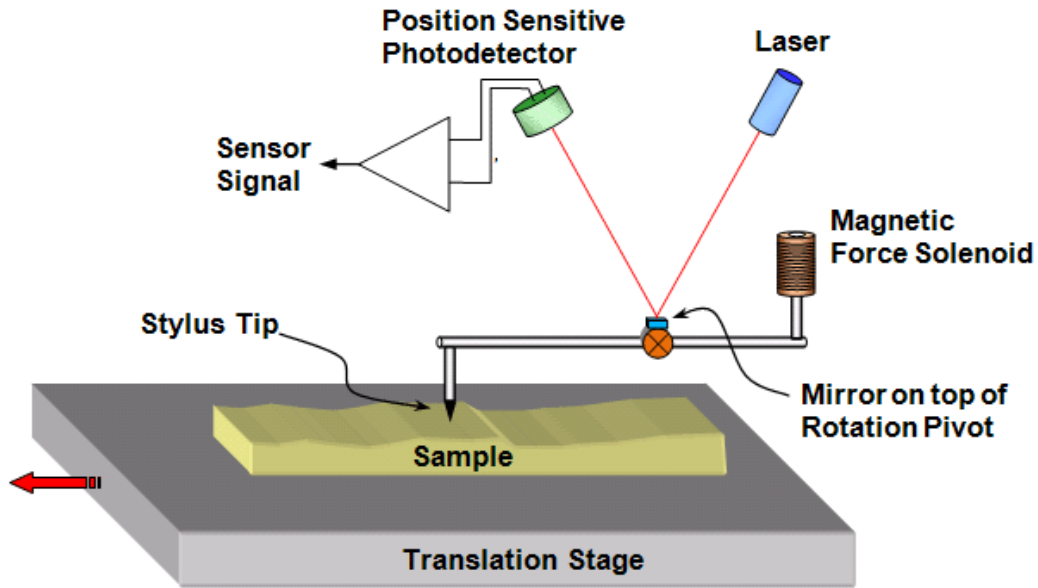 Position Sensitive
Photodetector
Laser
Sensor
Signal
Magnetic
Force Solenoid
Stylus Tip
Mirror on top of
Rotation Pivot
Sample
Translation Stage